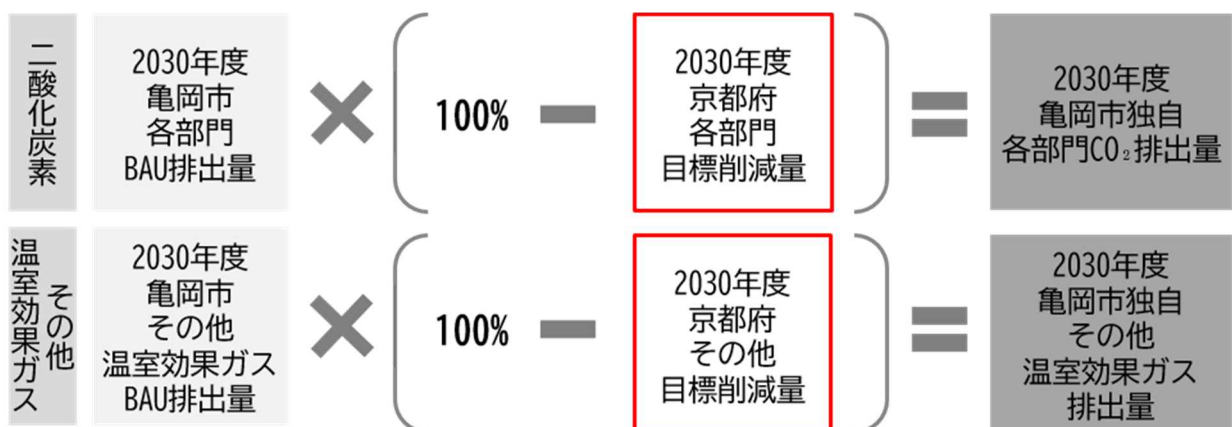 二酸化炭素
2030年度
亀岡市
各部門
BAU排出量
×
(
100%
－
2030年度
京都府
各部門
目標削減量
)
＝
2030年度
亀岡市独自
各部門CO₂排出量
その他
温室効果ガス
2030年度
亀岡市
その他
温室効果ガス
BAU排出量
×
(
100%
－
2030年度
京都府
その他
目標削減量
)
＝
2030年度
亀岡市独自
その他
温室効果ガス
排出量